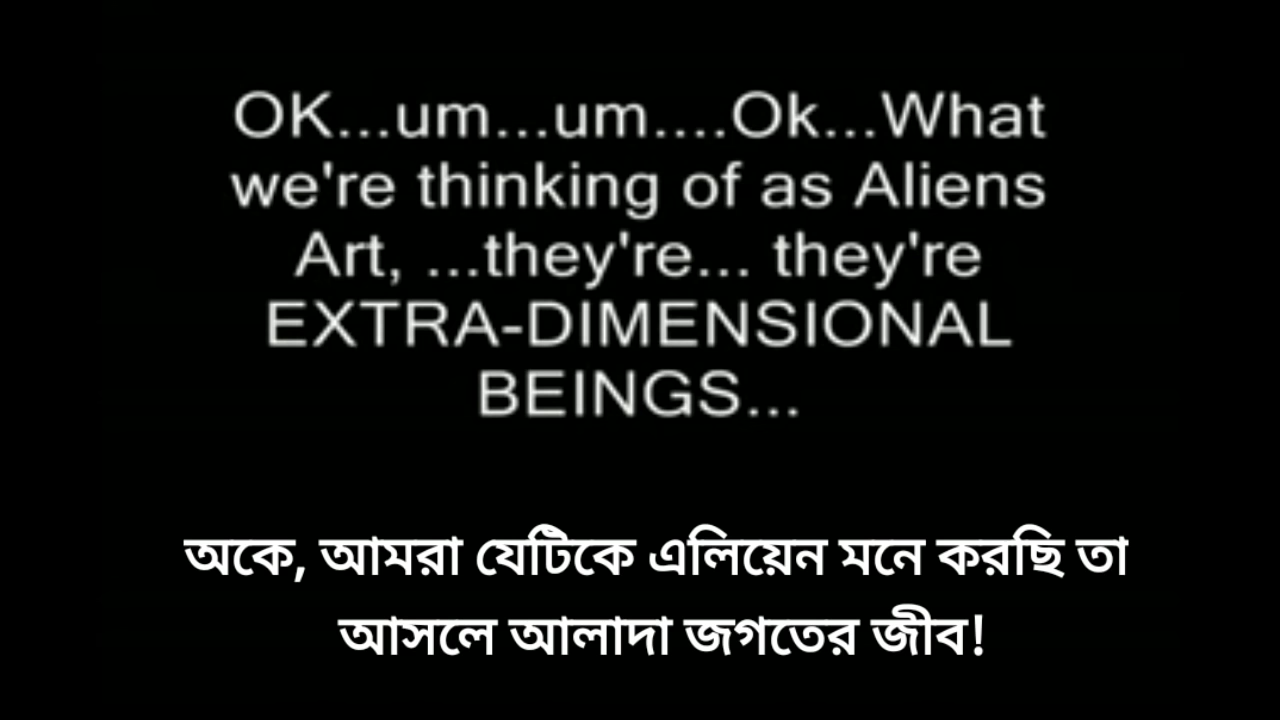 OK...um...um....Ok...What
we're thinking of as Aliens
Art, ...they're... they're
EXTRA-DIMENSIONAL
BEINGS...
অকে, আমরা যেটিকে এলিয়েন মনে করছি তা
আসলে আলাদা জগতের জীব!